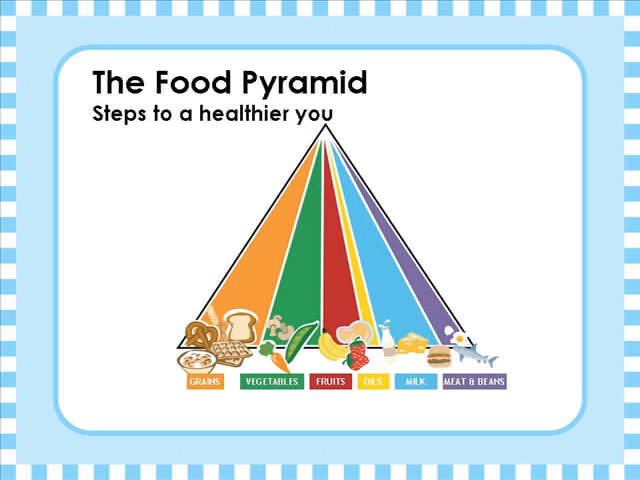 The Food Pyramid
Steps to a healthier you
GRAINS VEGETABLES FRUITS OILS MILK MEAT & BEANS